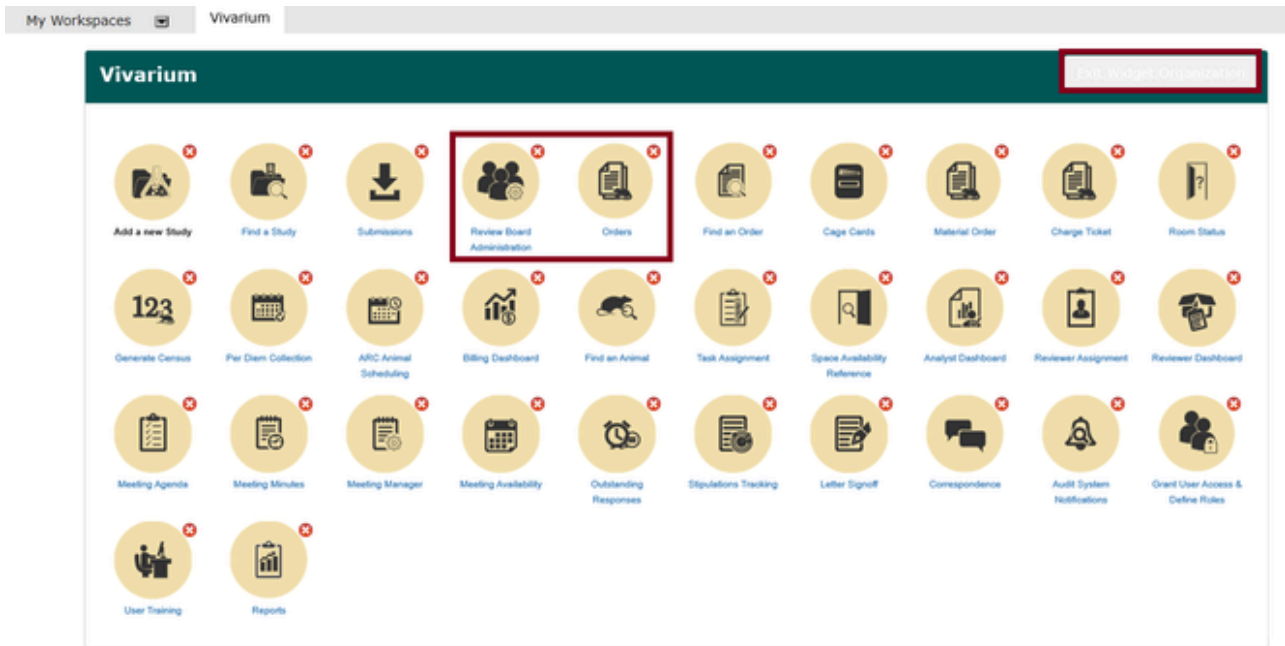 My Workspaces Vivarium
Vivarium Exit Widget Organization
Add a new Study Find a Study Submissions Review Board Orders Find an Order Cage Cards Material Order Charge Ticket Room Status
Administration
123
Generate Census Per Diem Collection ARC Animal Billing Dashboard Find an Animal Task Assignment Space Availability Analyst Dashboard Reviewer Assignment Reviewer Dashboard
Scheduling Reference
Meeting Agenda Meeting Minutes Meeting Manager Meeting Availability Outstanding Stipulations Tracking Letter Signoff Correspondence Audit System Grant User Access &
Responses Notifications Define Roles
User Training Reports